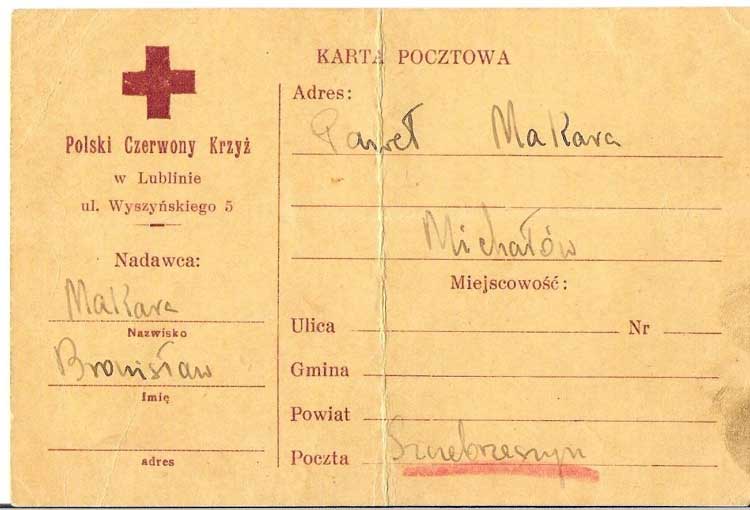 KARTA POCZTOWA
Polski Czerwony Krzyż
w Lublinie
ul. Wyszyńskiego 5
Nadawca:
Makara
Nazwisko
Bronisław
Imię
adres
Adres:
Paweł Makara
Michałów
Miejscowość:
Ulica Nr
Gmina
Powiat
Poczta Szczebrzeszyn